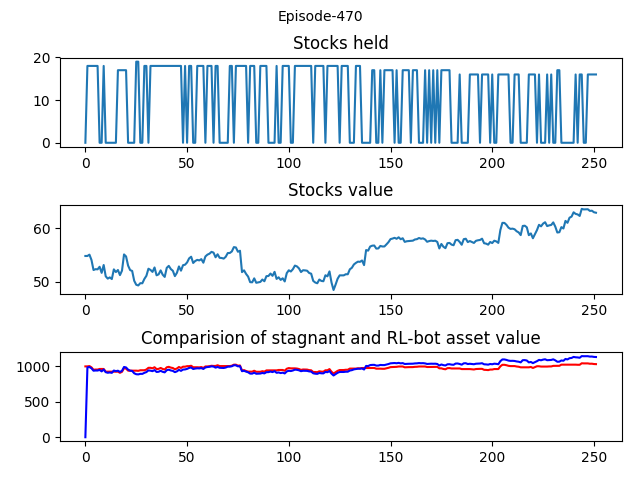 Episode-470
Stocks held
20
10
0
0 50 100 150 200 250
Stocks value
60
50
0 50 100 150 200 250
Comparision of stagnant and RL-bot asset value
1000
500
0
0 50 100 150 200 250